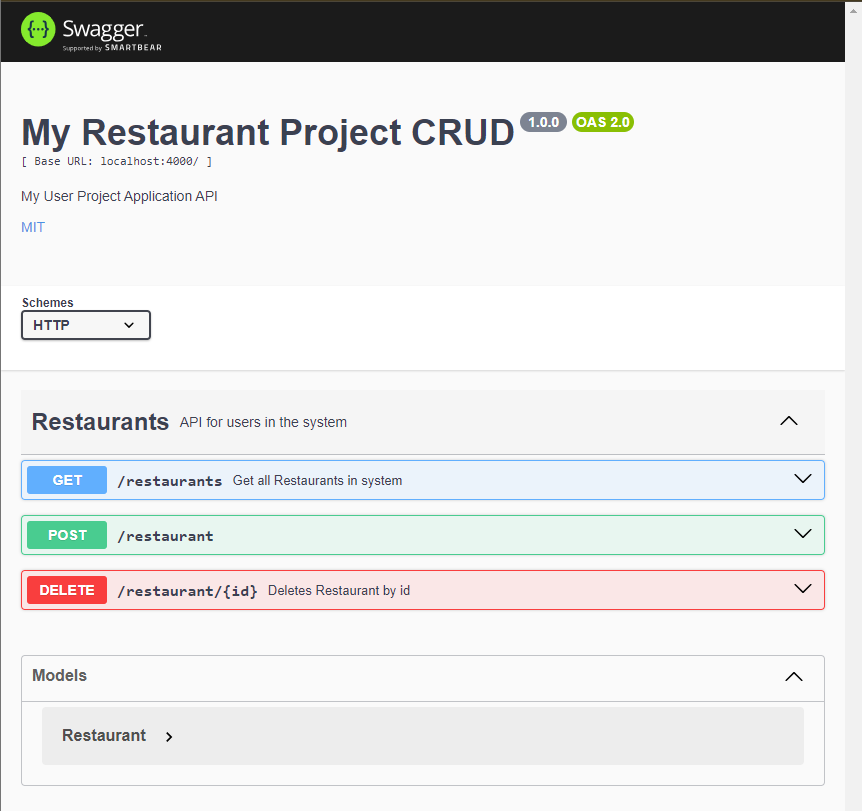 {···} Swagger.
Supported by SMARTBEAR
My Restaurant Project CRUD 1.0.0 OAS 2.0
[ Base URL: localhost:4000/ ]
My User Project Application API
MIT
Schemes
HTTP
Restaurants API for users in the system
GET /restaurants Get all Restaurants in system
POST /restaurant
DELETE /restaurant/{id} Deletes Restaurant by id
Models
Restaurant